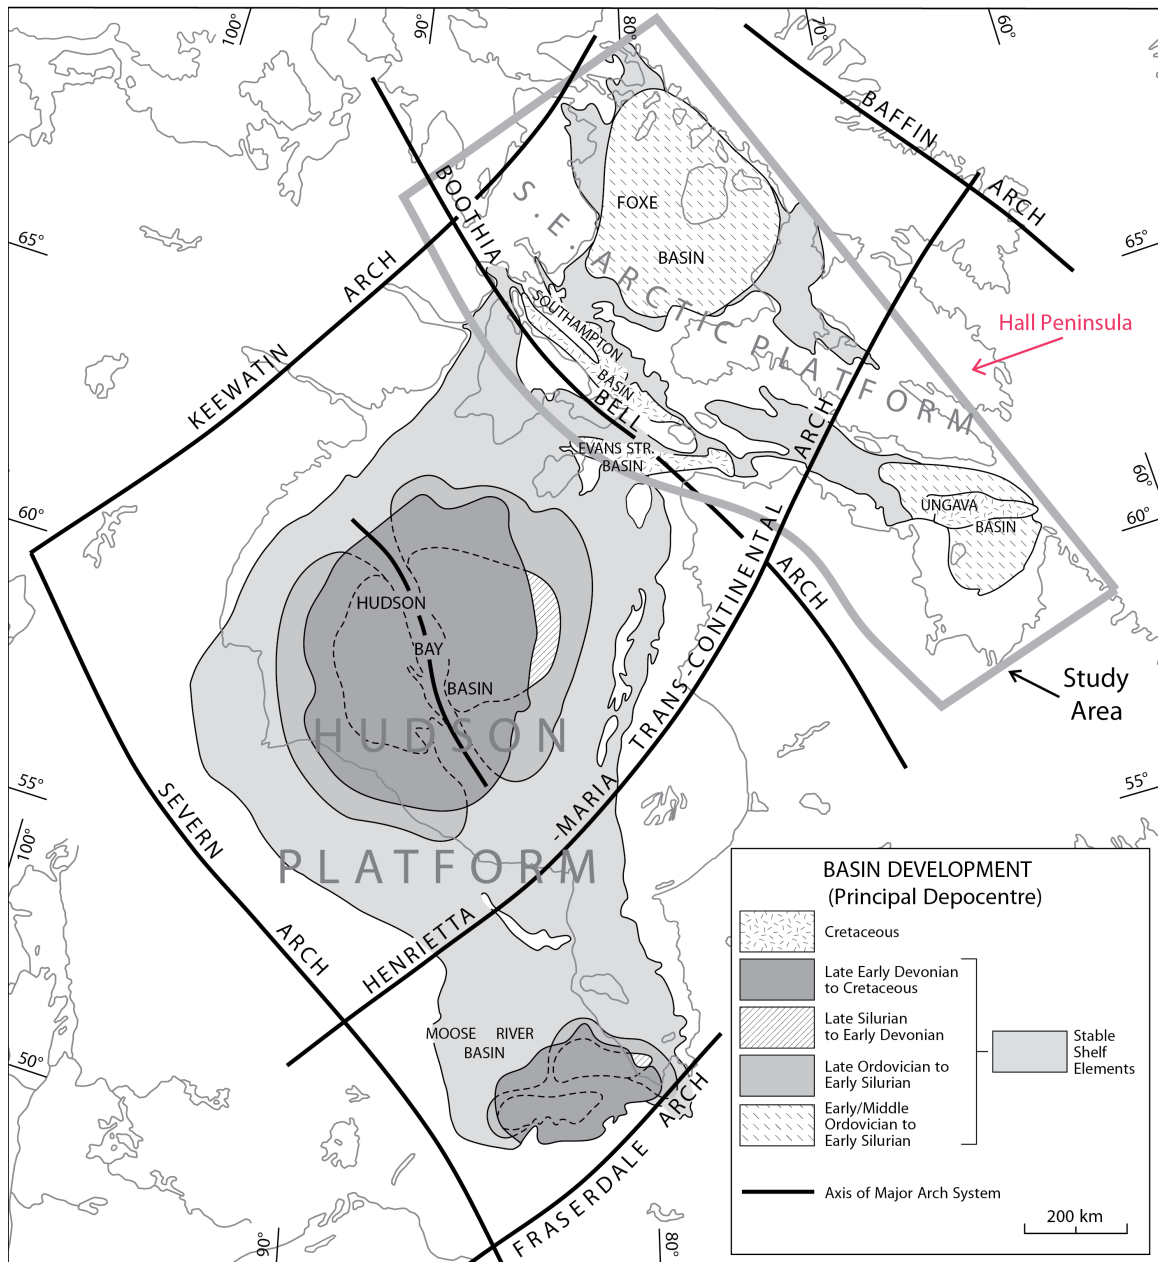 100°
90°
80°
70°
60°
BAFFIN
ARCH
65°
65°
BOOTHIA
S.E. ARCTIC PLATFORM
FOXE
BASIN
KEEWATIN
ARCH
SOUTHAMPTON
BASIN
BELL
ARCH
EVANS STR.
BASIN
Hall Peninsula
UNGAVA
BASIN
60°
60°
60°
HUDSON
BAY
BASIN
HUDSON
PLATFORM
HENRIETTA
-MARIA
TRANS-CONTINENTAL
ARCH
Study
Area
55°
55°
100°
SEVERN
ARCH
50°
MOOSE RIVER
BASIN
FRASERDALE
ARCH
90°
80°
BASIN DEVELOPMENT
(Principal Depocentre)
Cretaceous
Late Early Devonian
to Cretaceous
Late Silurian
to Early Devonian
Late Ordovician to
Early Silurian
Early/Middle
Ordovician to
Early Silurian
Stable
Shelf
Elements
Axis of Major Arch System
200 km